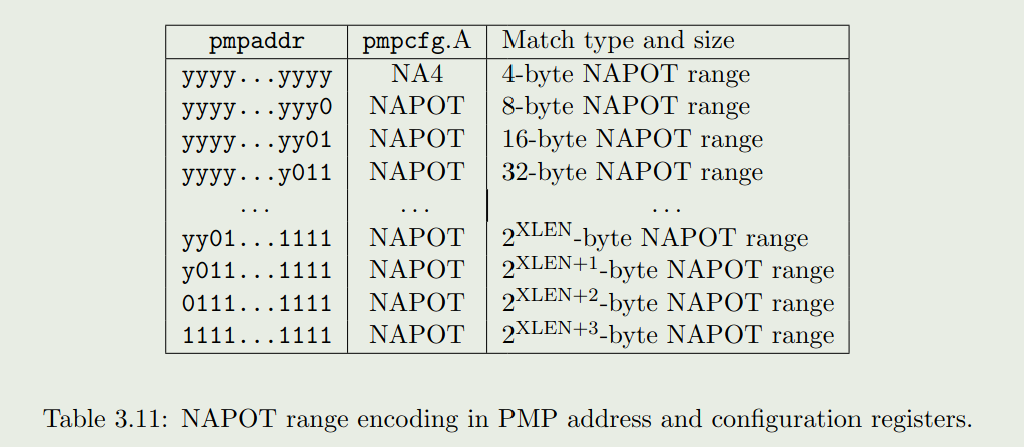 pmpaddr pmpcfg.A Match type and size
yyyy...yyyy NA4 4-byte NAPOT range
yyyy...yyy0 NAPOT 8-byte NAPOT range
yyyy...yy01 NAPOT 16-byte NAPOT range
yyyy...y011 NAPOT 32-byte NAPOT range
... ... ...
yy01...1111 NAPOT 2^XLEN-byte NAPOT range
y011...1111 NAPOT 2^XLEN+1-byte NAPOT range
0111...1111 NAPOT 2^XLEN+2-byte NAPOT range
1111...1111 NAPOT 2^XLEN+3-byte NAPOT range
Table 3.11: NAPOT range encoding in PMP address and configuration registers.